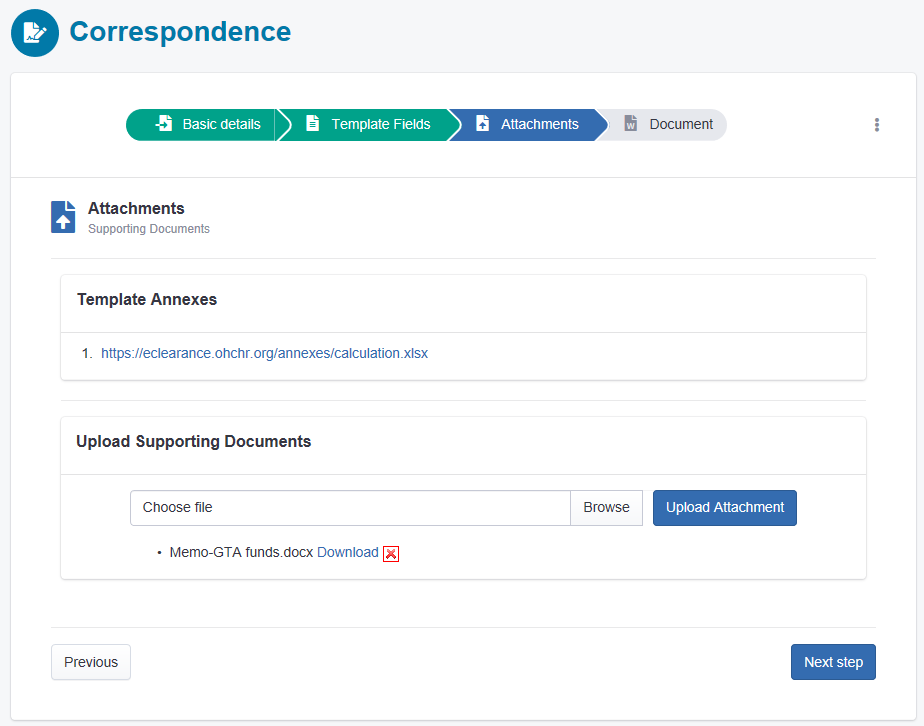 Correspondence
Basic details
Template Fields
Attachments
Document
Attachments
Supporting Documents
Template Annexes
1. https://eclearance.ohchr.org/annexes/calculation.xlsx
Upload Supporting Documents
Choose file Browse Upload Attachment
• Memo-GTA funds.docx Download
Previous Next step